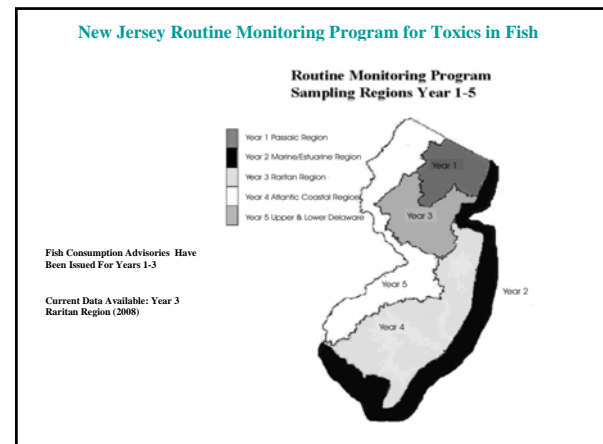 New Jersey Routine Monitoring Program for Toxics in Fish
Routine Monitoring Program
Sampling Regions Year 1-5
Year 1 Passaic Region
Year 2 Marine/Estuarine Region
Year 3 Raritan Region
Year 4 Atlantic Coastal Region
Year 5 Upper & Lower Delaware
Year 1
Year 3
Fish Consumption Advisories Have
Been Issued For Years 1-3
Year 5
Year 2
Current Data Available: Year 3
Raritan Region (2008)
Year 4